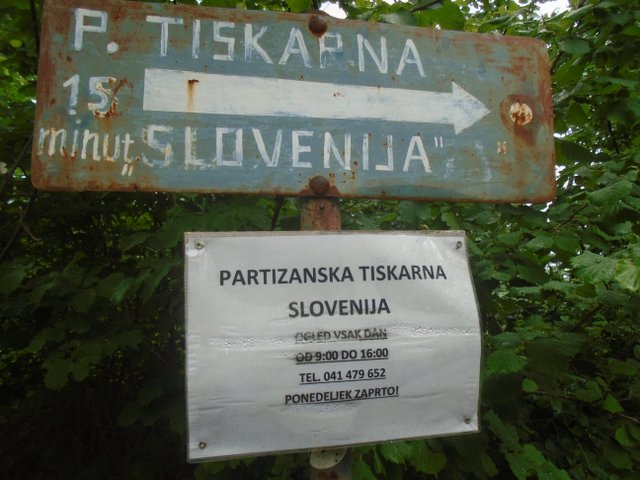 P. TISKARNA
15
minut „SLOVENIJA"
PARTIZANSKA TISKARNA
SLOVENIJA
OGLED VSAK DAN
OD 9:00 DO 16:00
TEL. 041 479 652
PONEDELJEK ZAPRTO!